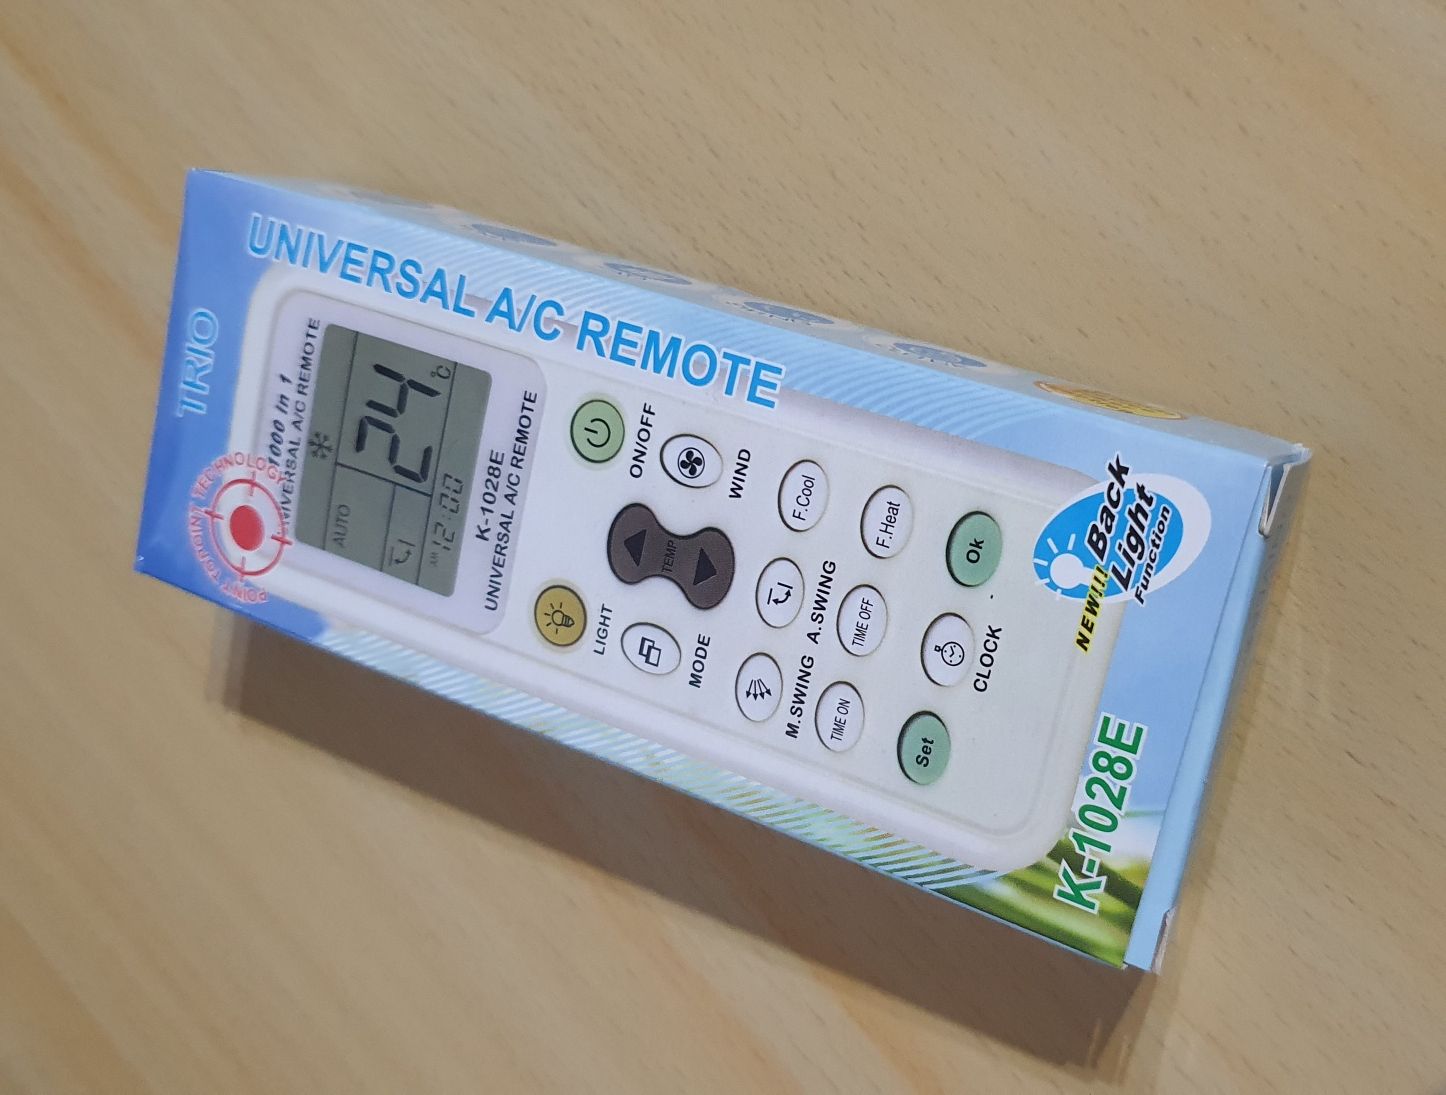 TRIO
UNIVERSAL A/C REMOTE
POINT TO POINT TECHNOLOGY
1000 in 1
UNIVERSAL A/C REMOTE
AUTO
24 °C
AM 12:00
K-1028E
UNIVERSAL A/C REMOTE
LIGHT
ON/OFF
MODE
TEMP
WIND
M.SWING
A.SWING
F.Cool
TIME ON
TIME OFF
F.Heat
Set
CLOCK
Ok
NEW!!! Back
Light
Function
K-1028E